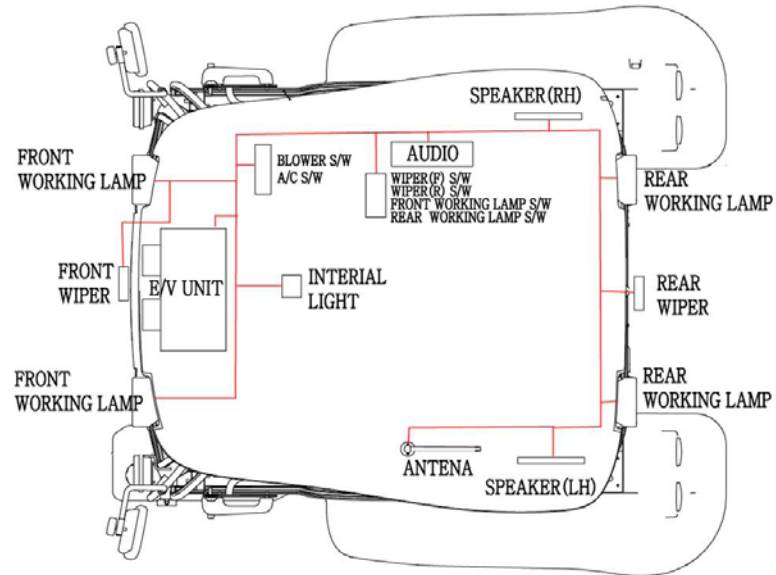 SPEAKER(RH)
FRONT
WORKING LAMP
BLOWER S/W
A/C S/W
AUDIO
WIPER(F) S/W
WIPER(R) S/W
FRONT WORKING LAMP S/W
REAR WORKING LAMP S/W
REAR
WORKING LAMP
FRONT
WIPER
E/V UNIT
INTERIAL
LIGHT
REAR
WIPER
FRONT
WORKING LAMP
REAR
WORKING LAMP
ANTENA
SPEAKER(LH)